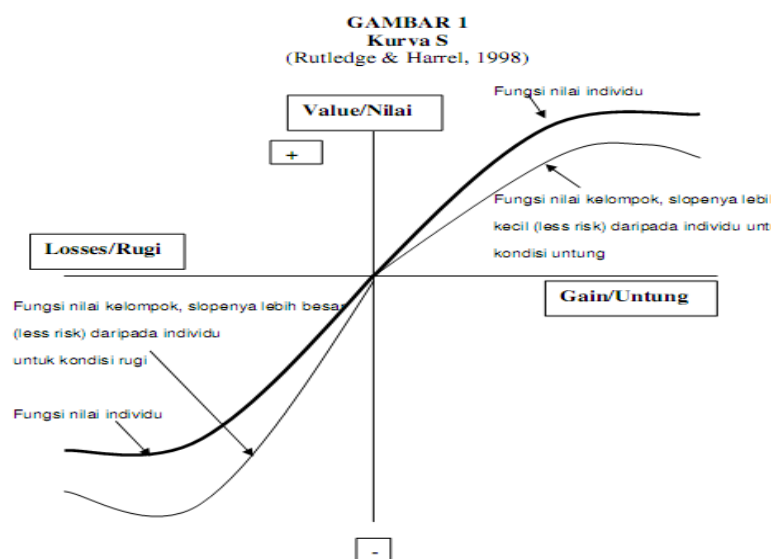 GAMBAR 1
Kurva S
(Rutledge & Harrel, 1998)
Fungsi nilai individu
Value/Nilai
+
Fungsi nilai kelompok, slopenya lebih
kecil (less risk) daripada individu unt
kondisi untung
Losses/Rugi
Gain/Untung
Fungsi nilai kelompok, slopenya lebih besar
(less risk) daripada individu
untuk kondisi rugi
Fungsi nilai individu
-